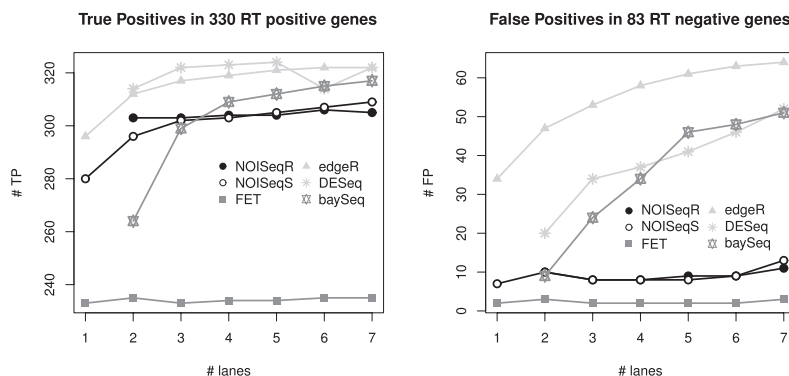 True Positives in 330 RT positive genes
# TP
320
300
280
260
240
NOISeqR
NOISeqS
FET
edgeR
DESeq
baySeq
1 2 3 4 5 6 7
# lanes
False Positives in 83 RT negative genes
# FP
60
50
40
30
20
10
0
NOISeqR
NOISeqS
FET
edgeR
DESeq
baySeq
1 2 3 4 5 6 7
# lanes